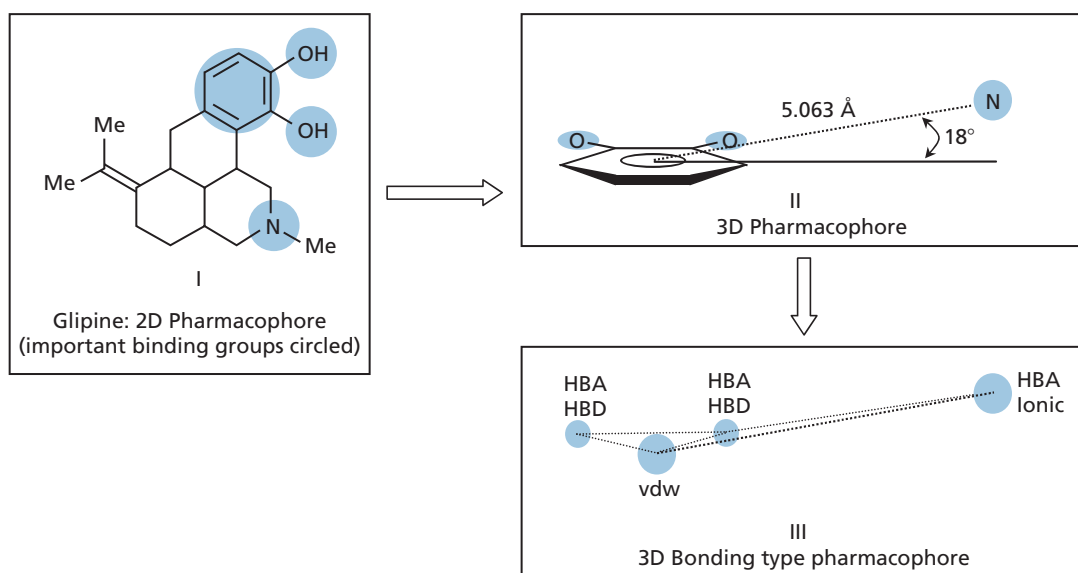 OH
OH
Me
Me
N
Me
I
Glipine: 2D Pharmacophore
(important binding groups circled)
O
O
5.063 Å
N
18°
II
3D Pharmacophore
HBA
HBD
HBA
HBD
HBA
Ionic
vdw
III
3D Bonding type pharmacophore